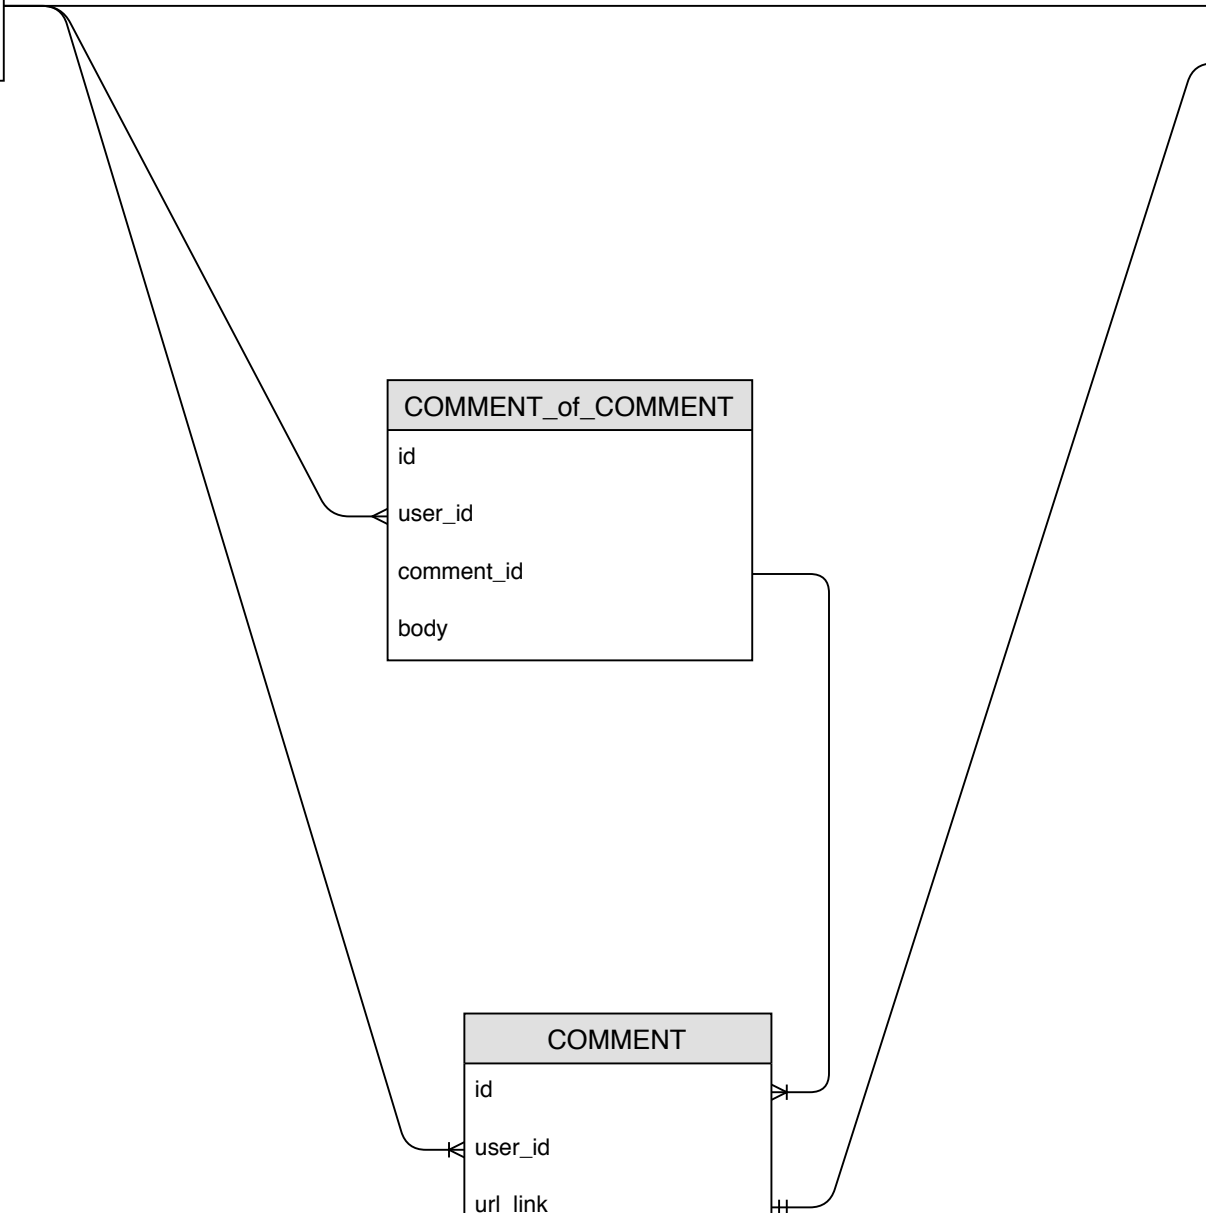 COMMENT_of_COMMENT
id
user_id
comment_id
body
COMMENT
id
user_id
url_link